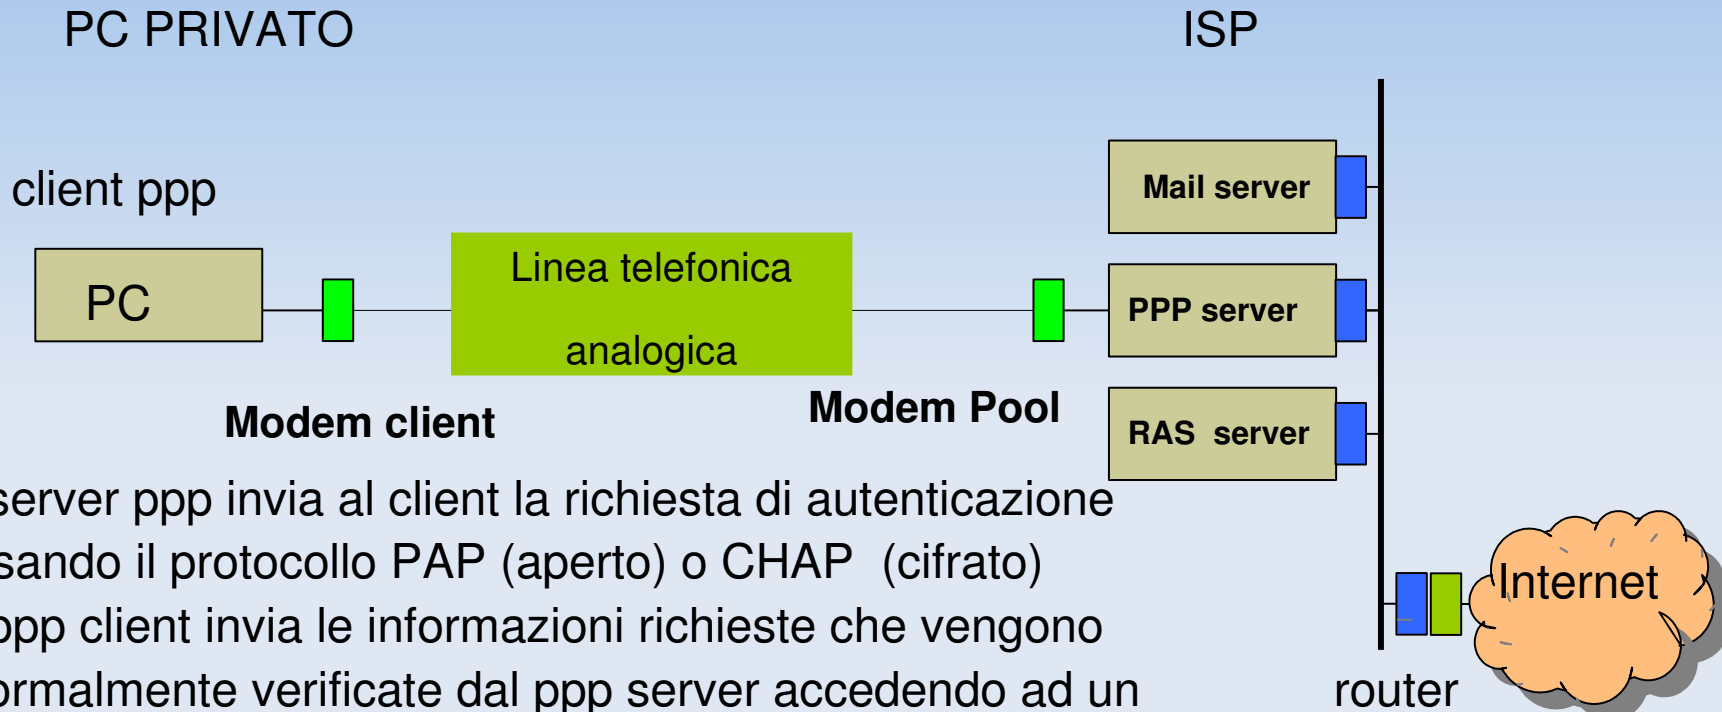 PC PRIVATO
ISP
client ppp
Mail server
PC
Linea telefonica
analogica
PPP server
Modem client
Modem Pool
RAS server
server ppp invia al client la richiesta di autenticazione
sando il protocollo PAP (aperto) o CHAP (cifrato)
ppp client invia le informazioni richieste che vengono
ormalmente verificate dal ppp server accedendo ad un
Internet
router